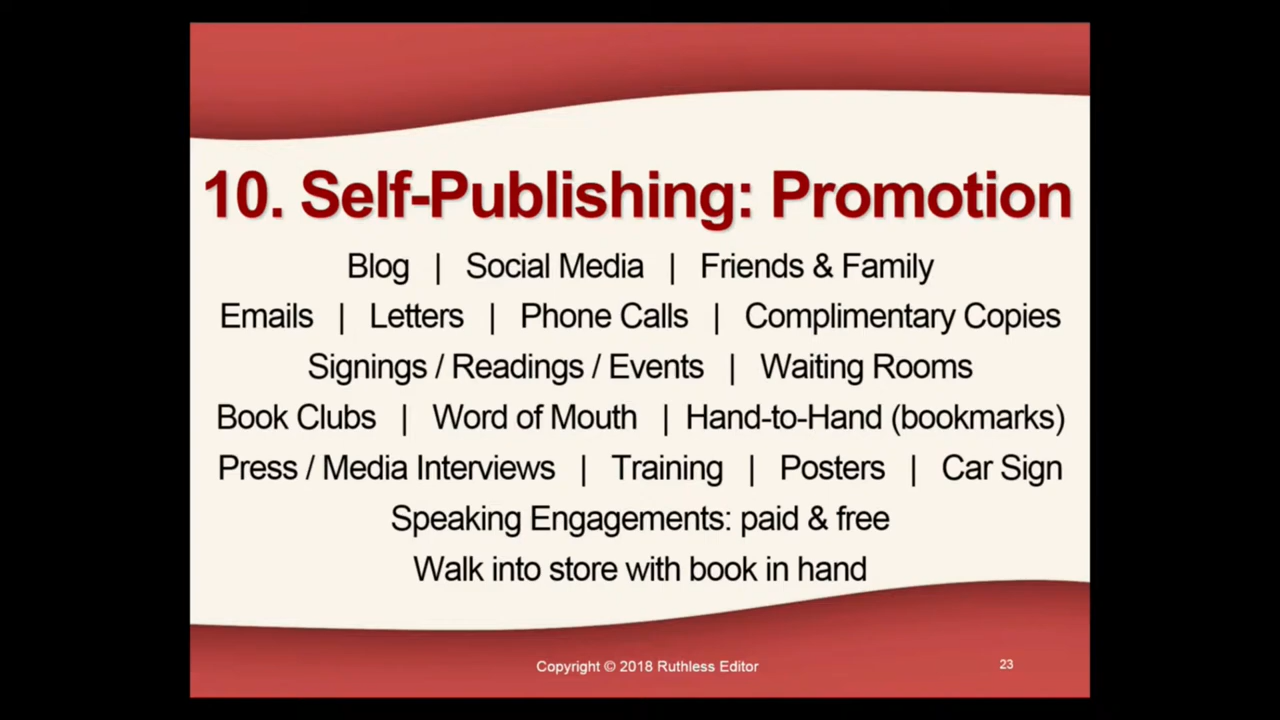 10. Self-Publishing: Promotion
Blog | Social Media | Friends & Family
Emails | Letters | Phone Calls | Complimentary Copies
Signings / Readings / Events | Waiting Rooms
Book Clubs | Word of Mouth | Hand-to-Hand (bookmarks)
Press / Media Interviews | Training | Posters | Car Sign
Speaking Engagements: paid & free
Walk into store with book in hand
Copyright © 2018 Ruthless Editor 23